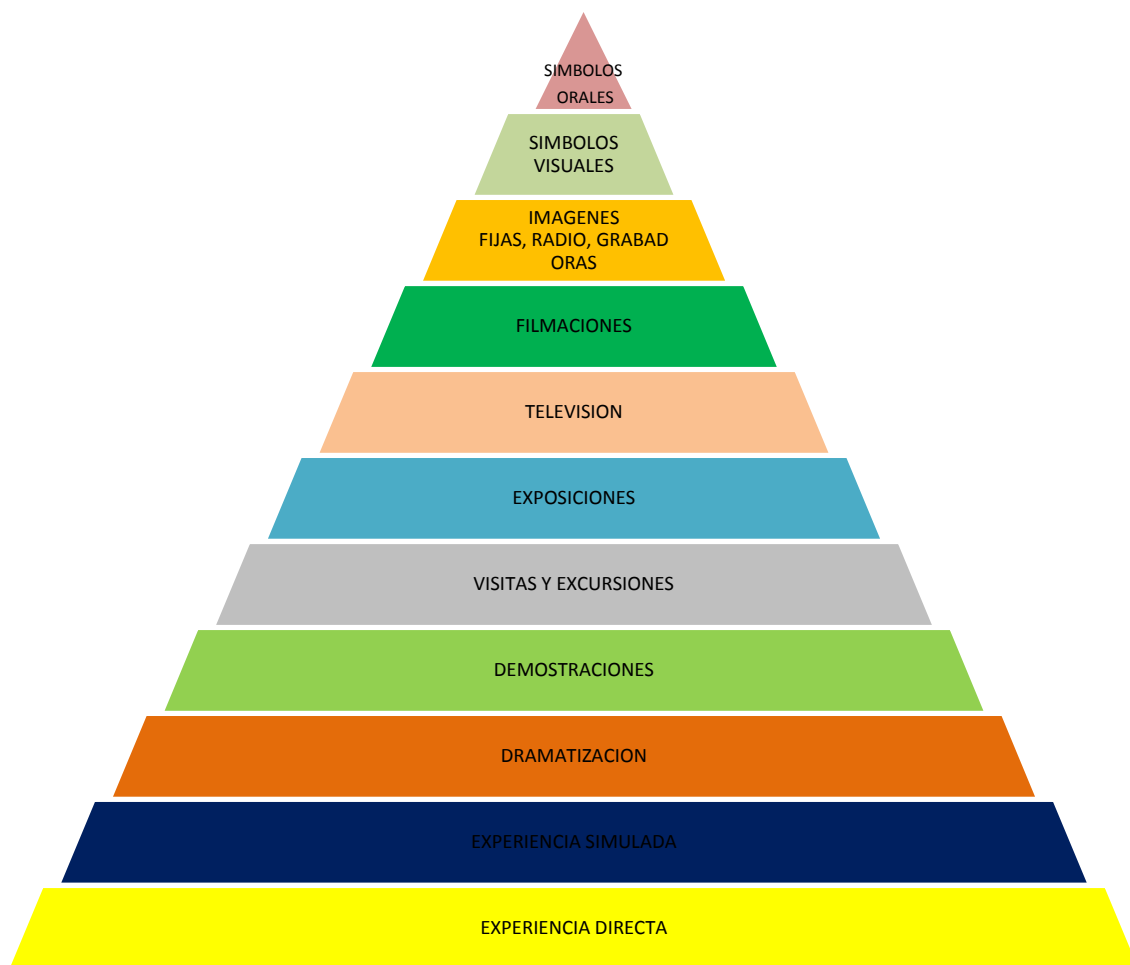 SIMBOLOS
ORALES
SIMBOLOS
VISUALES
IMAGENES
FIJAS, RADIO, GRABAD
ORAS
FILMACIONES
TELEVISION
EXPOSICIONES
VISITAS Y EXCURSIONES
DEMOSTRACIONES
DRAMATIZACION
EXPERIENCIA SIMULADA
EXPERIENCIA DIRECTA